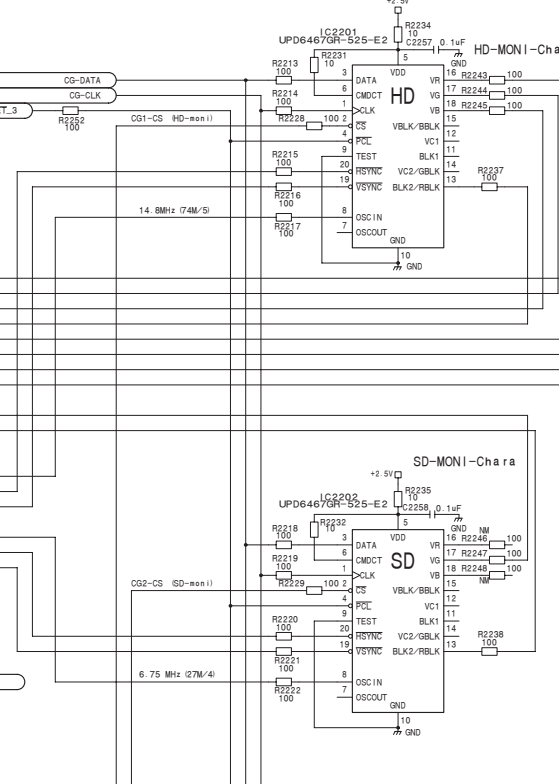 +2.5V
R2234
10
IC2201
UPD6467GR-525-E2
C2257 0.1uF
GND
HD-MONI-Cha
R2231
10
R2213
100
CG-DATA
CG-CLK
T_3
R2252
100
R2214
100
CG1-CS (HD-moni)
R2228 100
R2215
100
R2216
100
14.8MHz (74M/5)
R2217
100
HD
5 VDD
3 DATA
6 CMDCT
1 CLK
2 CS
4 PCL
9 TEST
20 HSYNC
19 VSYNC
8 OSCIN
7 OSCOUT
GND
10
GND
VR 16 R2243 100
VG 17 R2244 100
VB 18 R2245 100
VBLK/BBLK 15
VC1 12
BLK1 11
VC2/GBLK 14
BLK2/RBLK 13
R2237
100
SD-MONI-Chara
+2.5V
R2235
10
IC2202
UPD6467GR-525-E2
C2258 0.1uF
GND
R2232
10
R2218
100
R2219
100
CG2-CS (SD-moni)
R2229 100
R2220
100
R2221
100
6.75 MHz (27M/4)
R2222
100
SD
5 VDD
3 DATA
6 CMDCT
1 CLK
2 CS
4 PCL
9 TEST
20 HSYNC
19 VSYNC
8 OSCIN
7 OSCOUT
GND
10
GND
NM
VR 16 R2246 100
VG 17 R2247 100
VB 18 R2248 100
NM
VBLK/BBLK 15
VC1 12
BLK1 11
VC2/GBLK 14
BLK2/RBLK 13
R2238
100